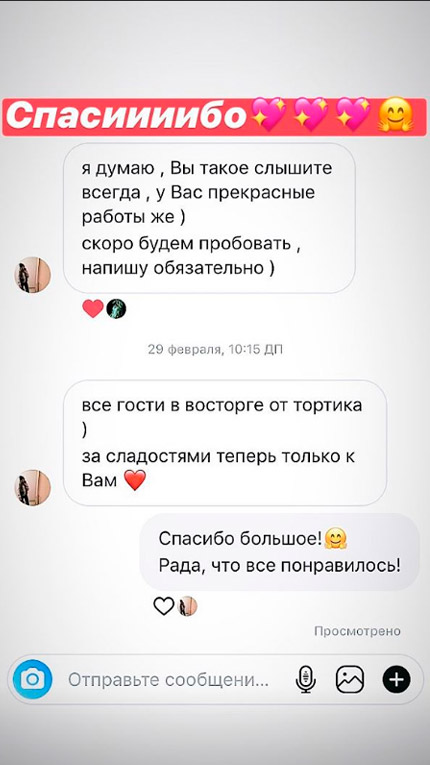 Спасиииибо💖💖💖🤗
я думаю , Вы такое слышите
всегда , у Вас прекрасные
работы же )
скоро будем пробовать ,
напишу обязательно )
29 февраля, 10:15 ДП
все гости в восторге от тортика
)
за сладостями теперь только к
Вам ❤️
Спасибо большое!🤗
Рада, что все понравилось!
Просмотрено
Отправьте сообщени...